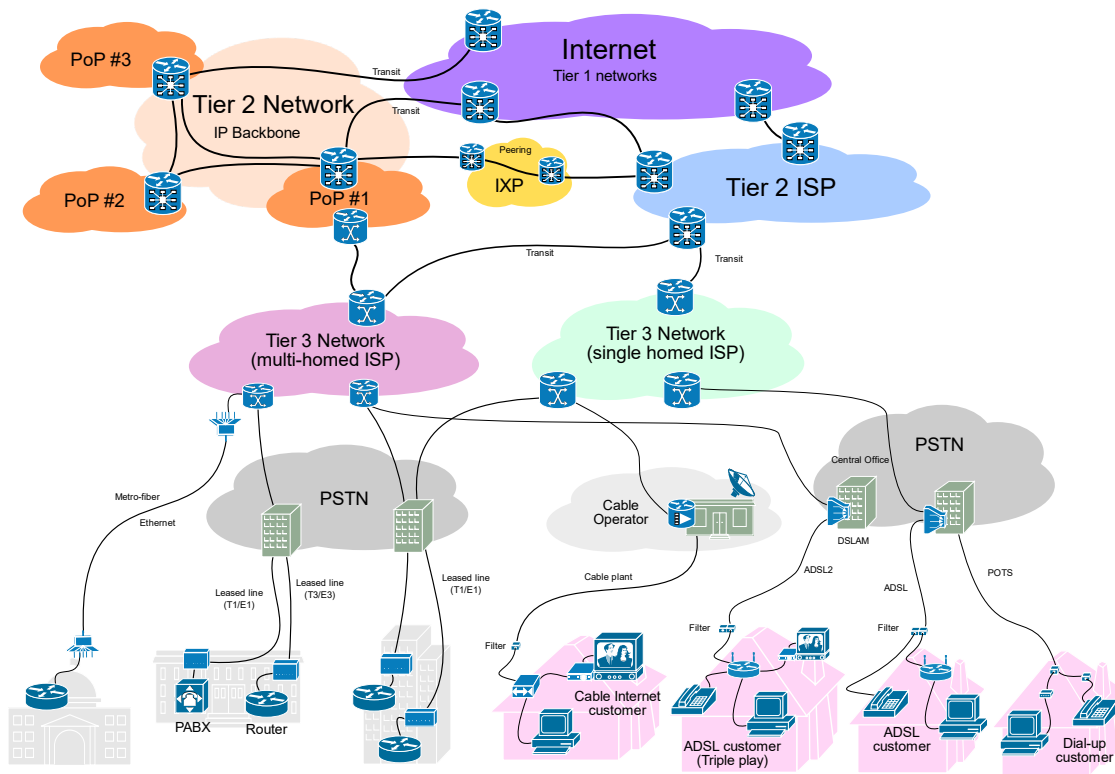 Internet
Tier 1 networks
PoP #3
Transit
Tier 2 Network
IP Backbone
Transit
Peering
IXP
Tier 2 ISP
PoP #2
PoP #1
Transit
Transit
Tier 3 Network
(multi-homed ISP)
Tier 3 Network
(single homed ISP)
PSTN
Central Office
PSTN
Metro-fiber
Ethernet
Cable
Operator
DSLAM
Leased line
(T1/E1)
Leased line
(T3/E3)
Leased line
(T1/E1)
Cable plant
ADSL2
ADSL
POTS
Filter
Filter
Filter
PABX
Router
Cable Internet
customer
ADSL customer
(Triple play)
ADSL
customer
Dial-up
customer